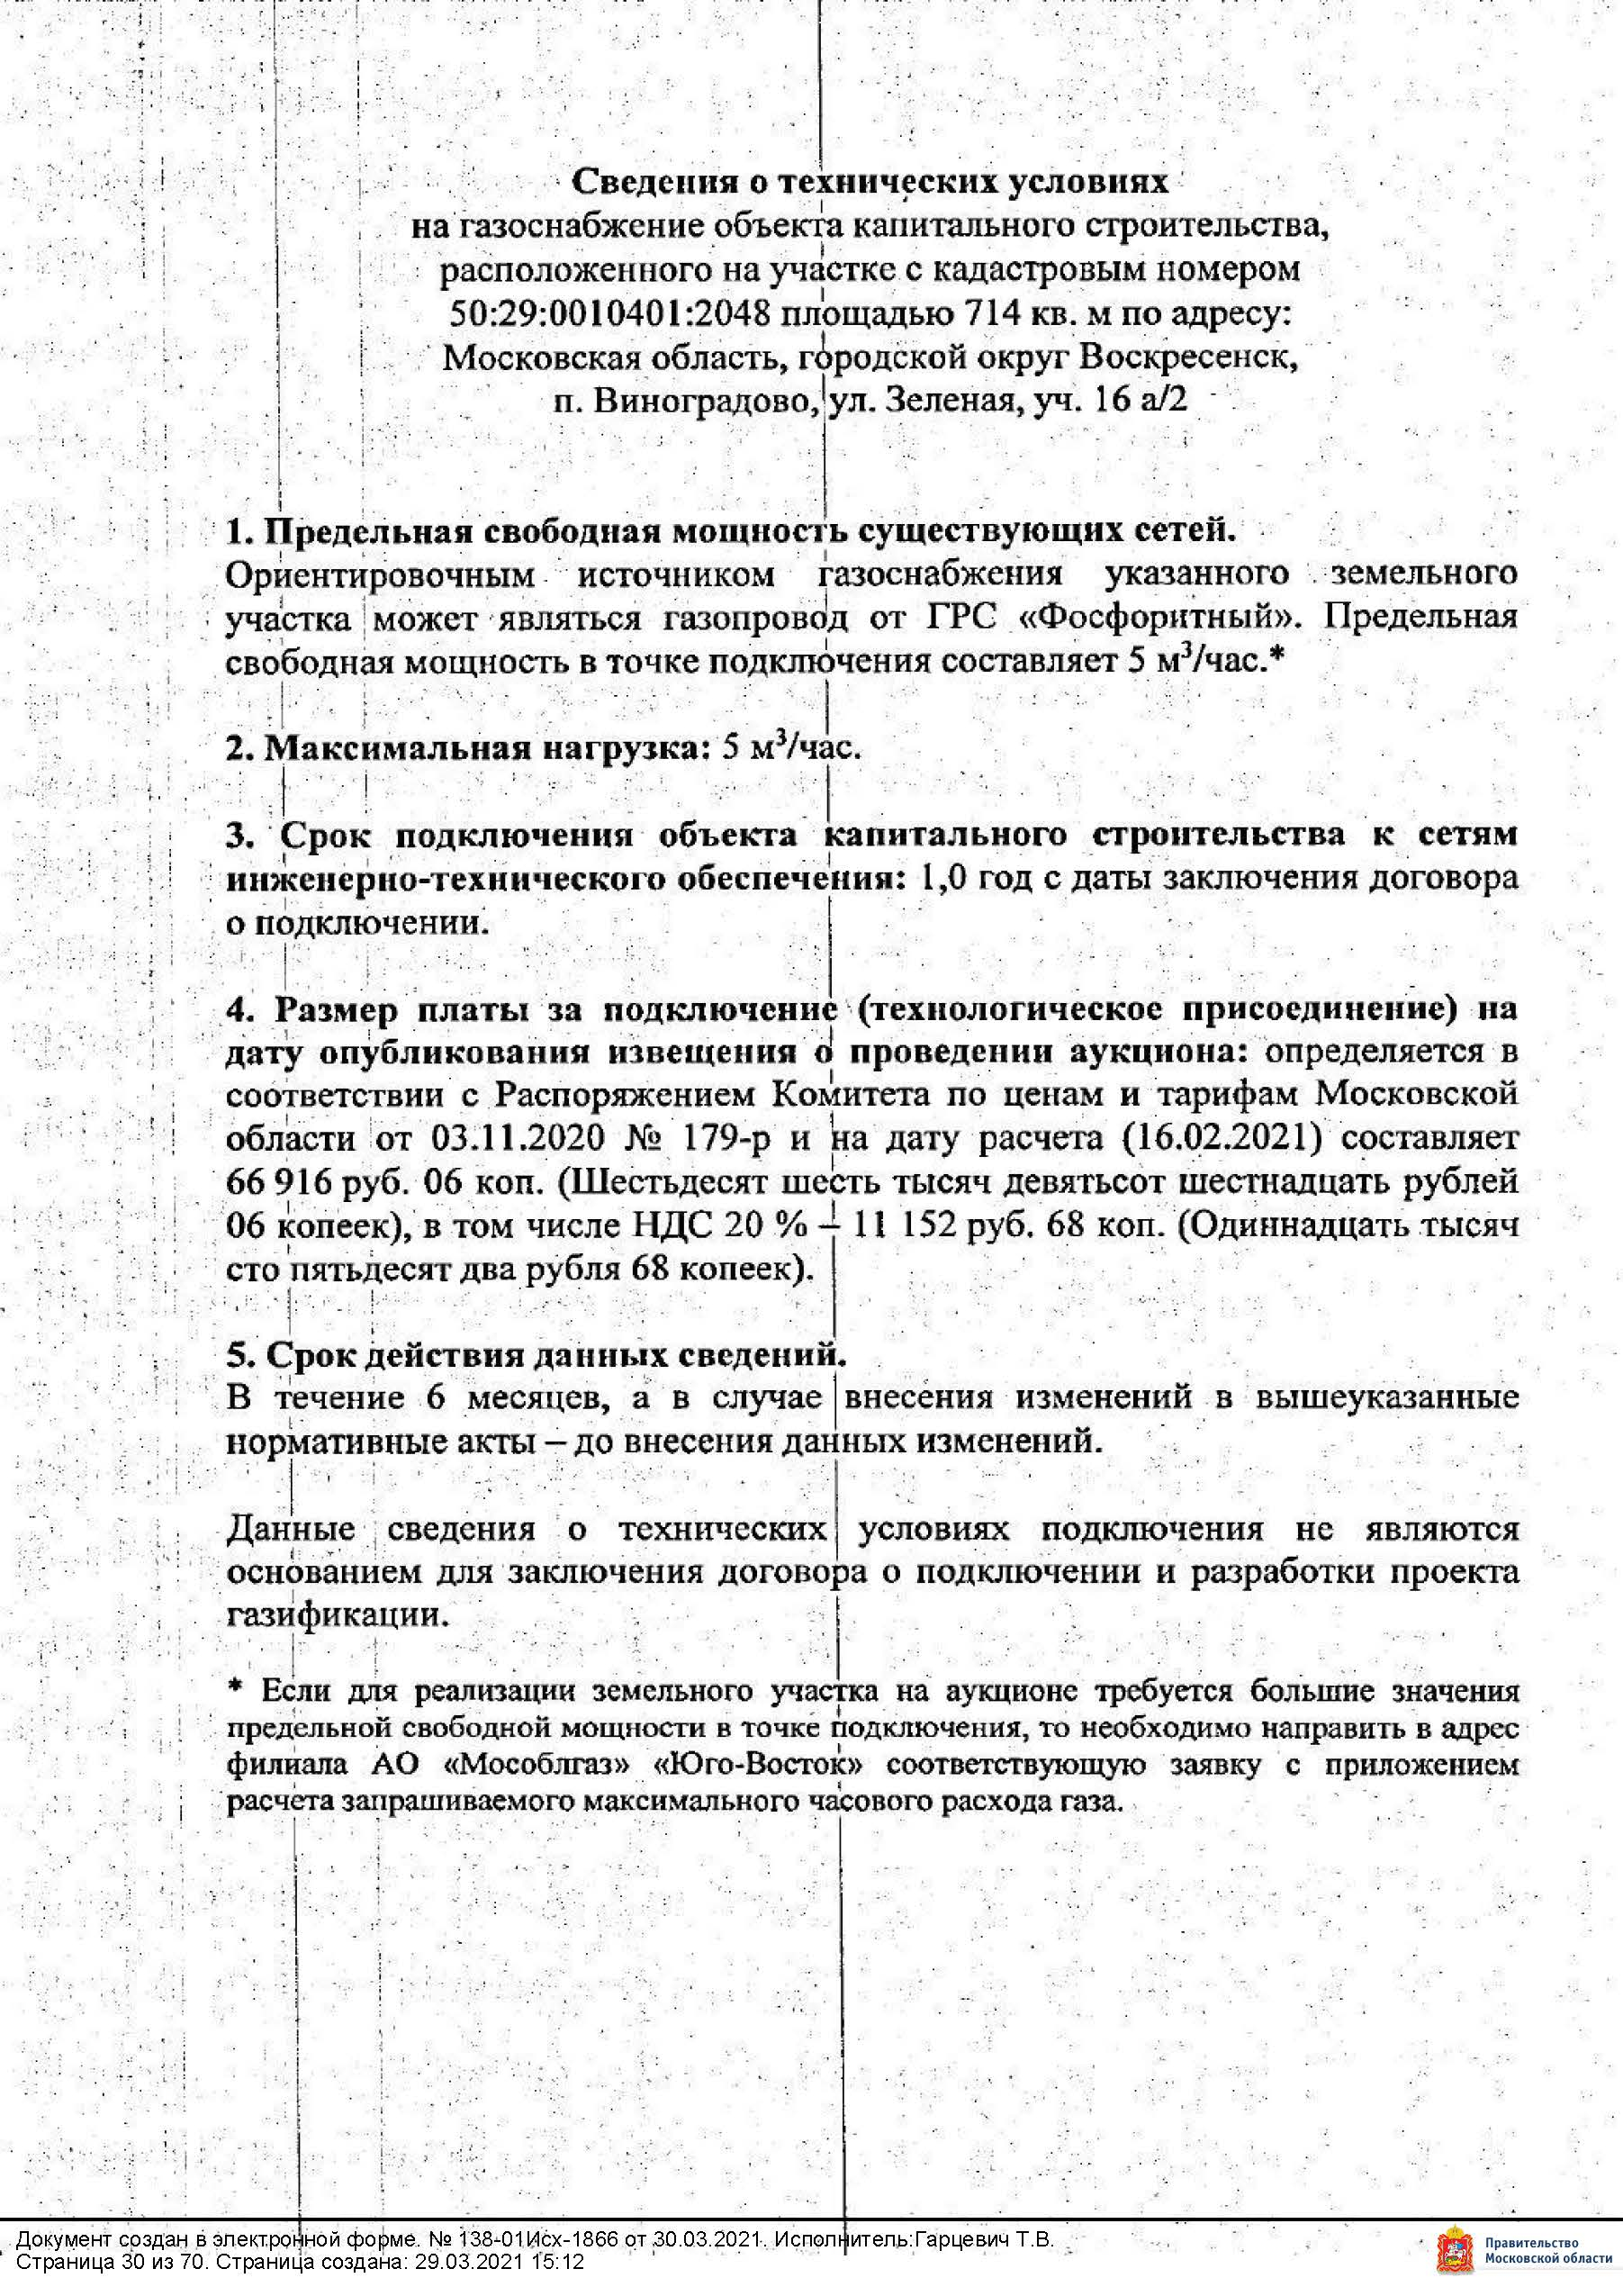 Сведения о технических условиях
на газоснабжение объекта капитального строительства,
расположенного на участке с кадастровым номером
50:29:0010401:2048 площадью 714 кв. м по адресу:
Московская область, городской округ Воскресенск,
п. Виноградово, ул. Зеленая, уч. 16 а/2
1. Предельная свободная мощность существующих сетей.
Ориентировочным источником газоснабжения указанного земельного
участка может являться газопровод от ГРС «Фосфоритный». Предельная
свободная мощность в точке подключения составляет 5 м³/час.*
2. Максимальная нагрузка: 5 м³/час.
3. Срок подключения объекта капитального строительства к сетям
инженерно-технического обеспечения: 1,0 год с даты заключения договора
о подключении.
4. Размер платы за подключение (технологическое присоединение) на
дату опубликования извещения о проведении аукциона: определяется в
соответствии с Распоряжением Комитета по ценам и тарифам Московской
области от 03.11.2020 № 179-р и на дату расчета (16.02.2021) составляет
66 916 руб. 06 коп. (Шестьдесят шесть тысяч девятьсот шестнадцать рублей
06 копеек), в том числе НДС 20 % – 11 152 руб. 68 коп. (Одиннадцать тысяч
сто пятьдесят два рубля 68 копеек).
5. Срок действия данных сведений.
В течение 6 месяцев, а в случае внесения изменений в вышеуказанные
нормативные акты – до внесения данных изменений.
Данные сведения о технических условиях подключения не являются
основанием для заключения договора о подключении и разработки проекта
газификации.
* Если для реализации земельного участка на аукционе требуется большие значения
предельной свободной мощности в точке подключения, то необходимо направить в адрес
филиала АО «Мособлгаз» «Юго-Восток» соответствующую заявку с приложением
расчета запрашиваемого максимального часового расхода газа.
Документ создан в электронной форме. № 138-01Исх-1866 от 30.03.2021. Исполнитель:Гарцевич Т.В.
Страница 30 из 70. Страница создана: 29.03.2021 15:12
Правительство
Московской области